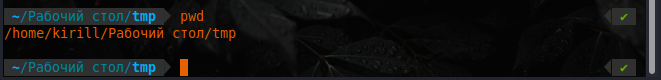 ~/Рабочий стол/tmp pwd ✔
/home/kirill/Рабочий стол/tmp
~/Рабочий стол/tmp ✔